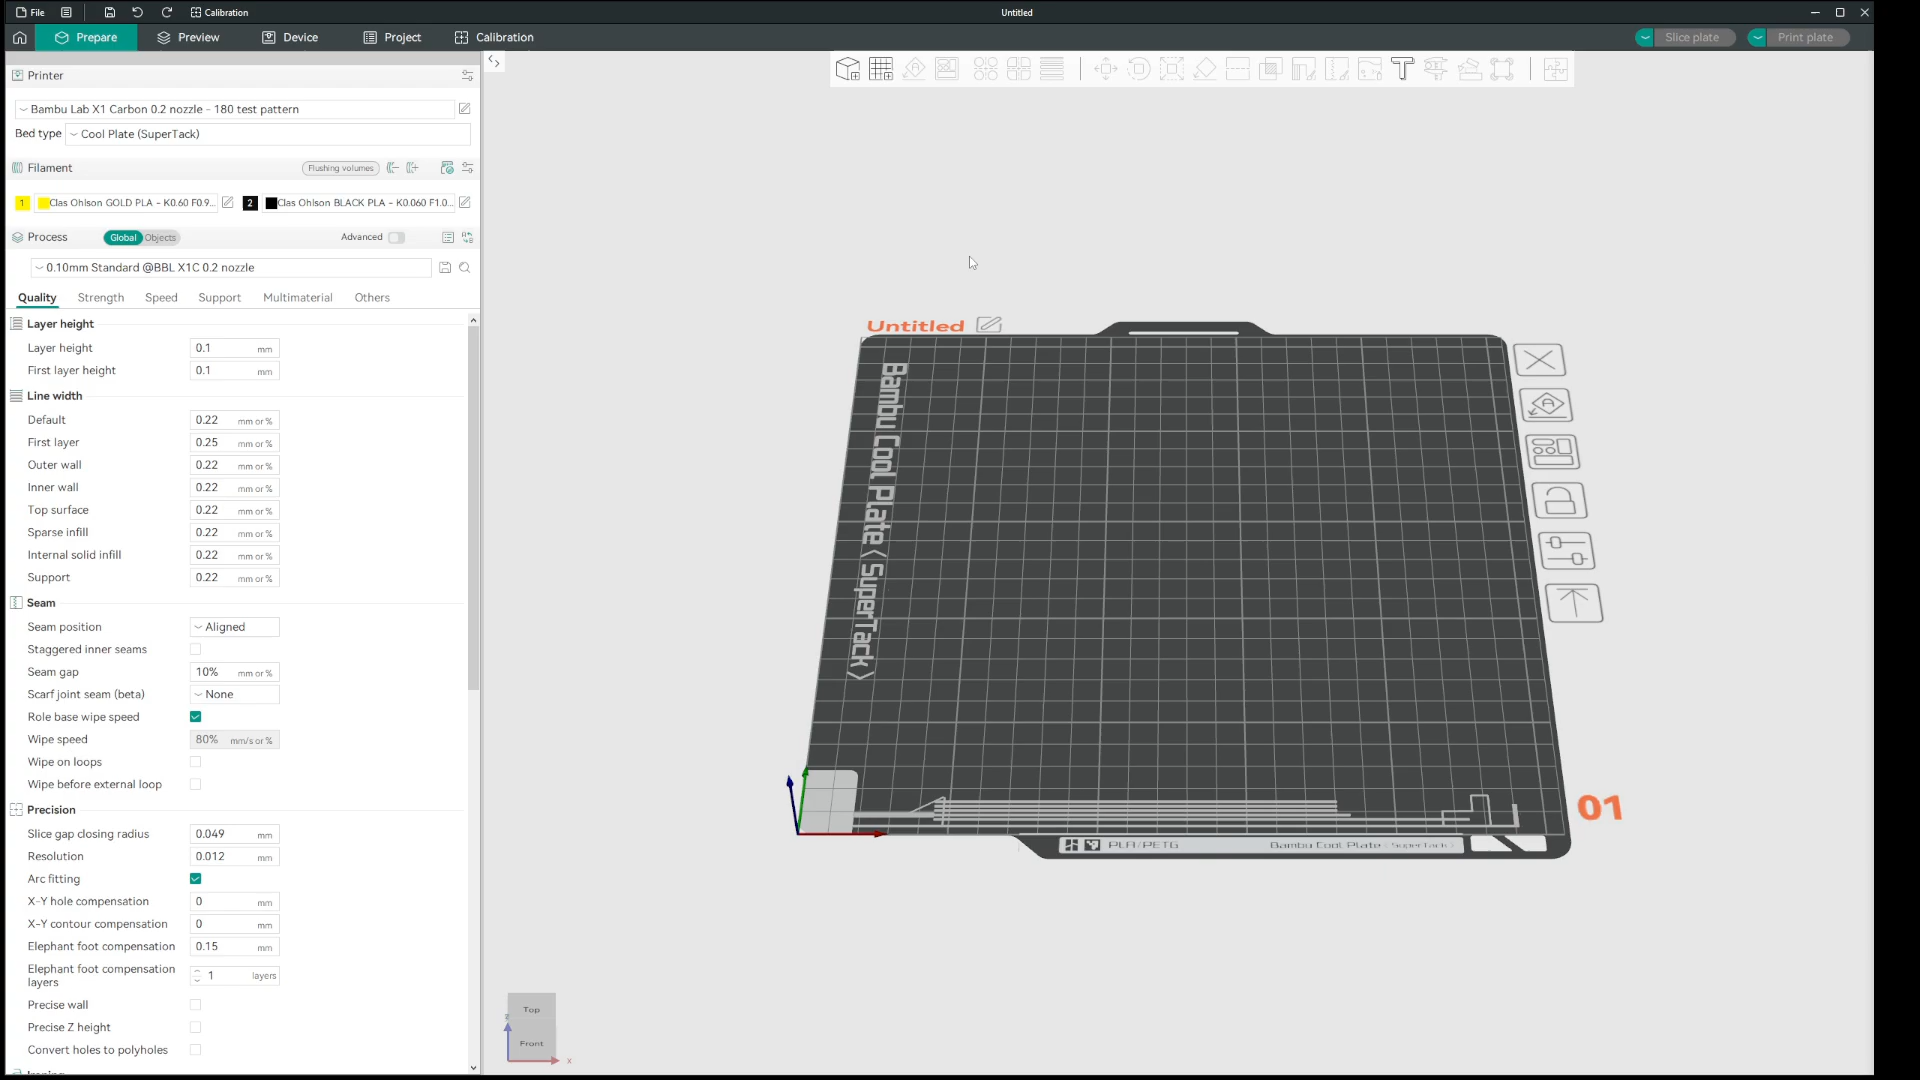 File
Calibration
Untitled
Prepare
Preview
Device
Project
Calibration
Slice plate
Print plate
Printer
Bambu Lab X1 Carbon 0.2 nozzle - 180 test pattern
Bed type
Cool Plate (SuperTack)
Filament
Flushing volumes
1
Clas Ohlson GOLD PLA - K0.60 F0.9...
2
Clas Ohlson BLACK PLA - K0.060 F1.0...
Process
Global
Objects
Advanced
0.10mm Standard @BBL X1C 0.2 nozzle
Quality
Strength
Speed
Support
Multimaterial
Others
Layer height
Layer height 0.1 mm
First layer height 0.1 mm
Line width
Default 0.22 mm or %
First layer 0.25 mm or %
Outer wall 0.22 mm or %
Inner wall 0.22 mm or %
Top surface 0.22 mm or %
Sparse infill 0.22 mm or %
Internal solid infill 0.22 mm or %
Support 0.22 mm or %
Seam
Seam position Aligned
Staggered inner seams
Seam gap 10% mm or %
Scarf joint seam (beta) None
Role base wipe speed
Wipe speed 80% mm/s or %
Wipe on loops
Wipe before external loop
Precision
Slice gap closing radius 0.049 mm
Resolution 0.012 mm
Arc fitting
X-Y hole compensation 0 mm
X-Y contour compensation 0 mm
Elephant foot compensation 0.15 mm
Elephant foot compensation
layers 1 layers
Precise wall
Precise Z height
Convert holes to polyholes
Untitled
Bambu Cool Plate (SuperTack)
01
PLA/PETG
Bambu Cool Plate (SuperTack)
Top
Front
z
x